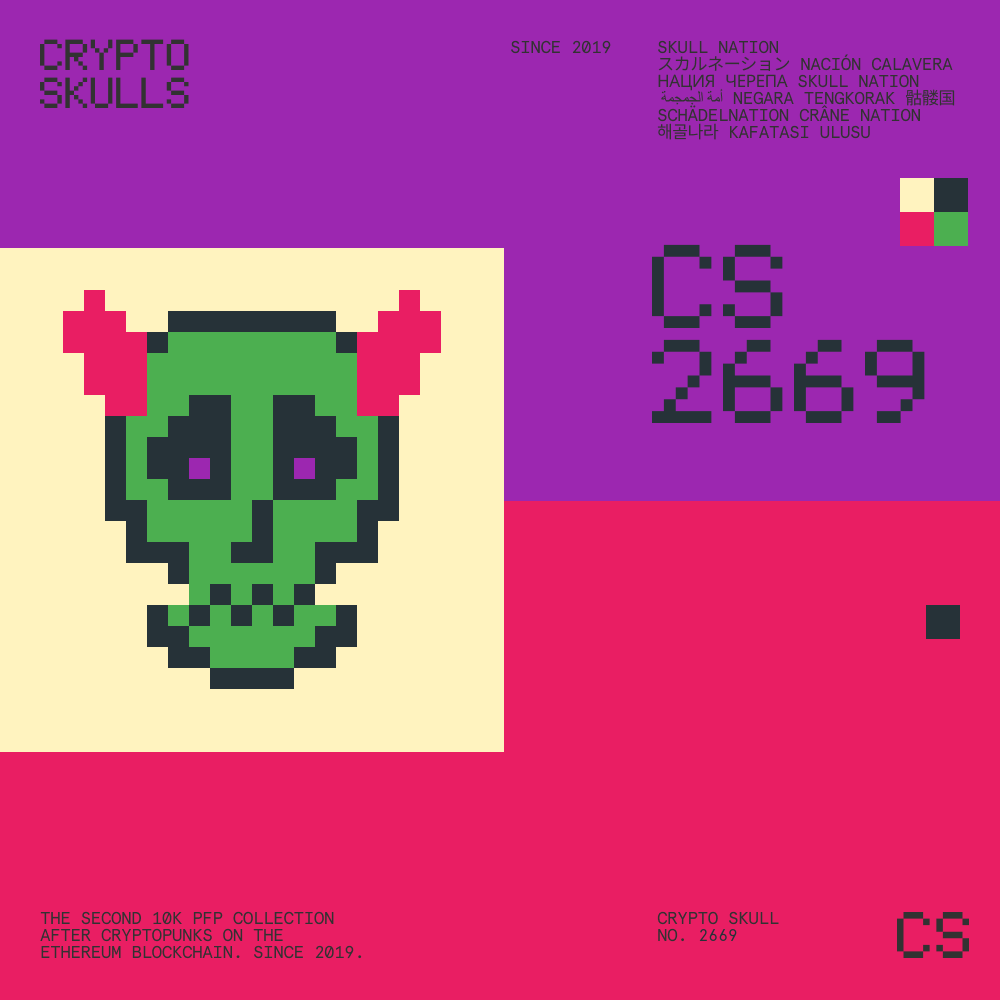 CRYPTO
SKULLS
SINCE 2019
SKULL NATION
スカルネーション NACIÓN CALAVERA
НАЦИЯ ЧЕРЕПА SKULL NATION
أمة الجمجمة NEGARA TENGKORAK 骷髅国
SCHÄDELNATION CRÂNE NATION
해골나라 KAFATASI ULUSU
CS
2669
THE SECOND 10K PFP COLLECTION
AFTER CRYPTOPUNKS ON THE
ETHEREUM BLOCKCHAIN. SINCE 2019.
CRYPTO SKULL
NO. 2669
CS